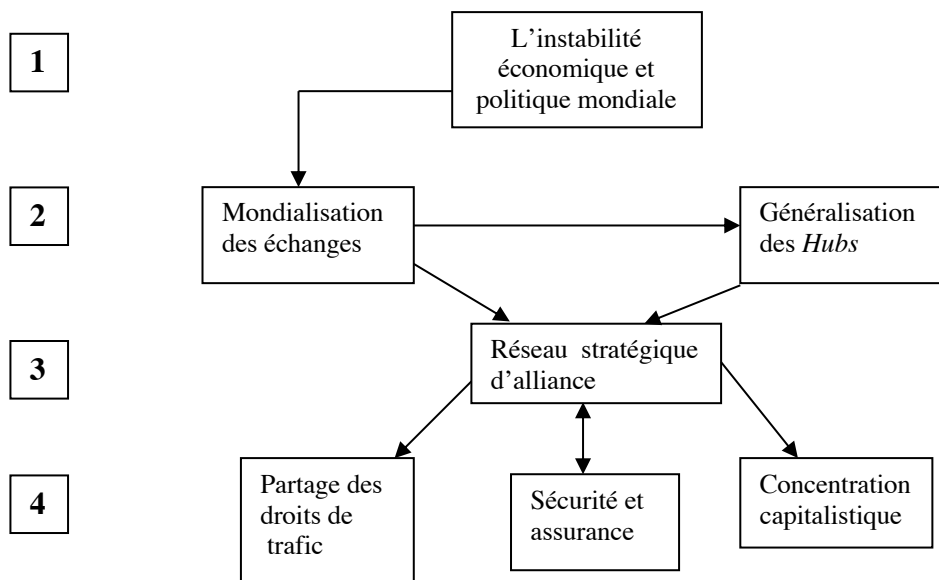 1
L’instabilité
économique et
politique mondiale
2
Mondialisation
des échanges
Généralisation
des Hubs
3
Réseau stratégique
d’alliance
4
Partage des
droits de
trafic
Sécurité et
assurance
Concentration
capitalistique